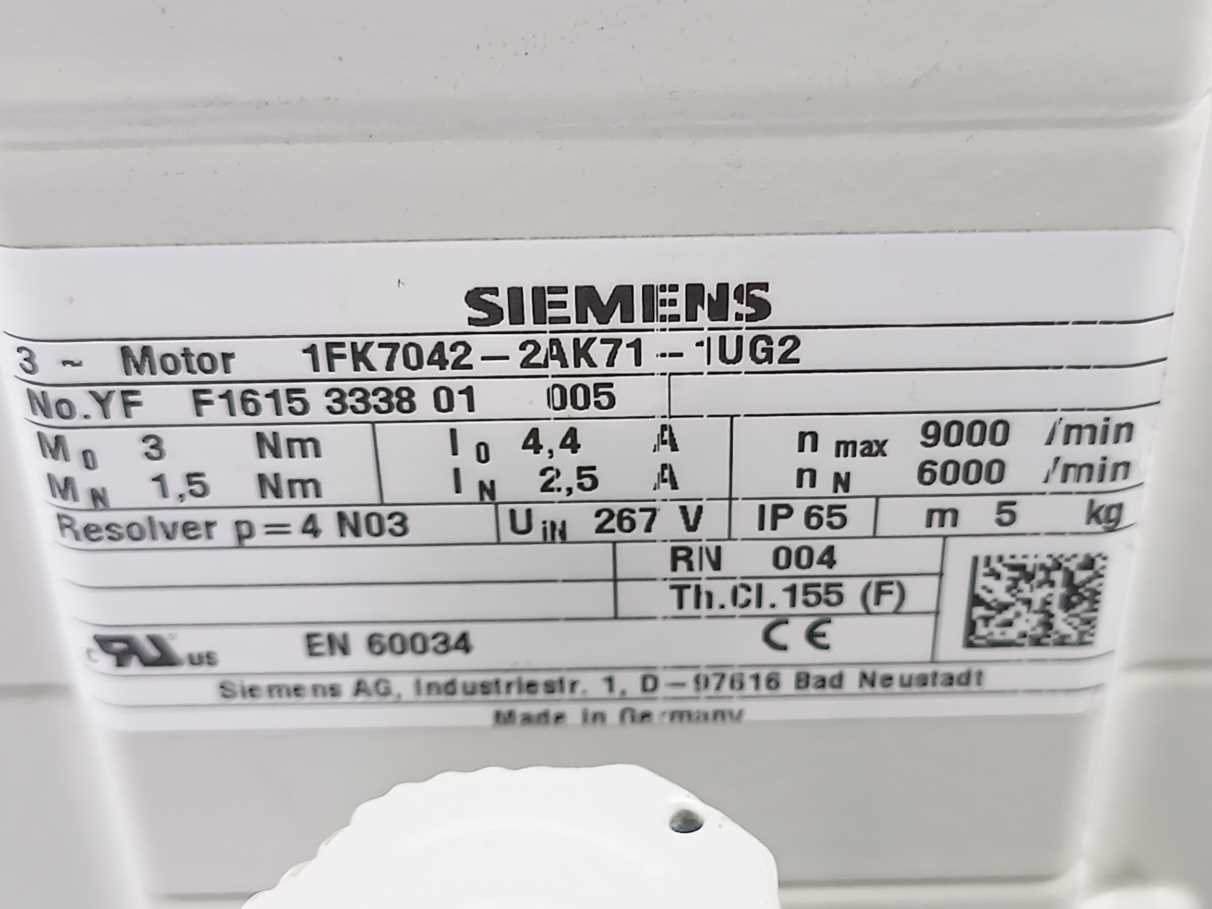 SIEMENS
3 ~ Motor 1FK7042-2AK71-1UG2
No.YF F1615 3338 01 005
M0 3 Nm I0 4,4 A n max 9000 /min
MN 1,5 Nm IN 2,5 A n N 6000 /min
Resolver p=4 N03 UiN 267 V IP 65 m 5 kg
RN 004
Th.Cl.155 (F)
c RU US EN 60034 CE
Siemens AG, Industriestr. 1, D-97616 Bad Neustadt
Made in Germany